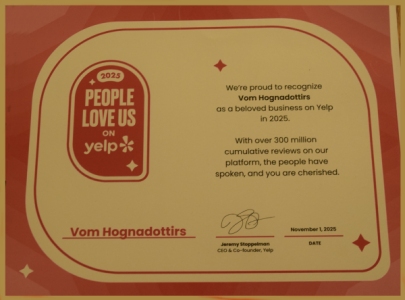 2025
PEOPLE
LOVE US
ON
yelp
We're proud to recognize
Vom Hognadottirs
as a beloved business on Yelp
in 2025.
With over 300 million
cumulative reviews on our
platform, the people have
spoken, and you are cherished.
Vom Hognadottirs
Jeremy Stoppelman
CEO & Co-founder, Yelp
November 1, 2025
DATE